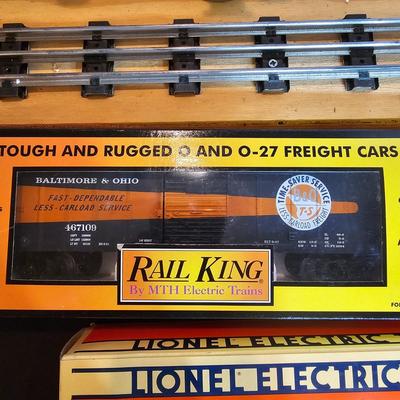 TOUGH AND RUGGED O AND O-27 FREIGHT CARS
BALTIMORE & OHIO
FAST-DEPENDABLE
LESS-CARLOAD SERVICE
467109
TIME-SAVER SERVICE
B&O
T-S
LESS-CARLOAD FREIGHT
RAIL KING
By MTH Electric Trains
LIONEL ELECTRIC
LIONEL ELECTRIC